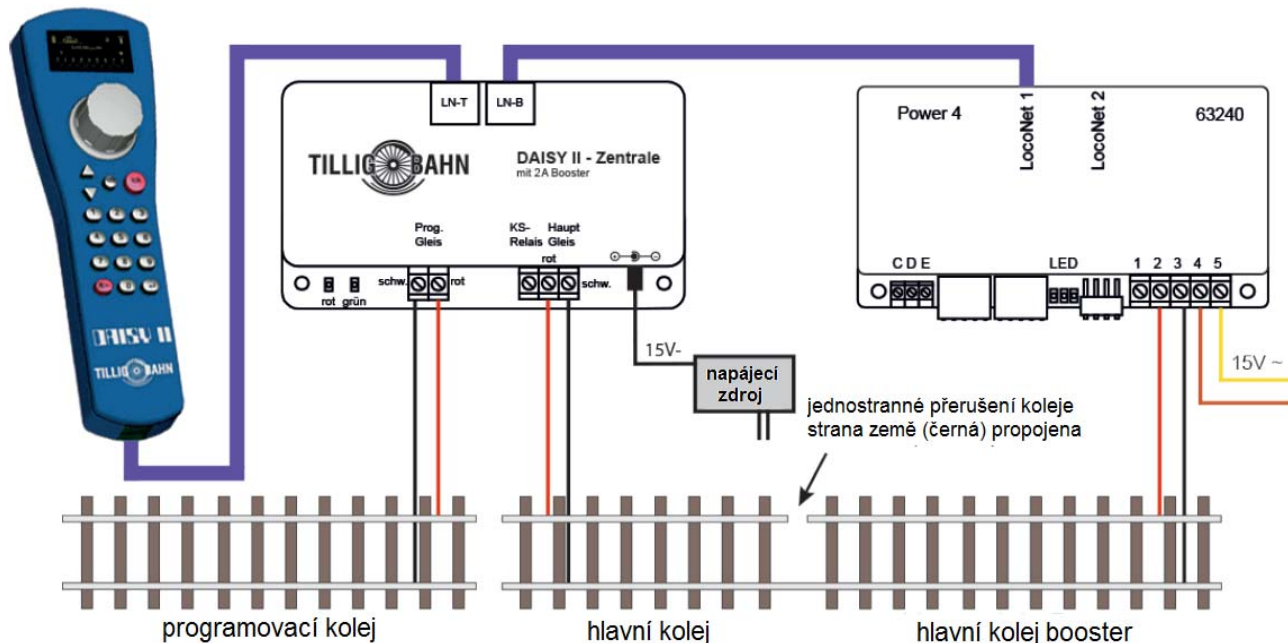 DAISY II
TILLIG BAHN
LN-T
LN-B
TILLIG BAHN
DAISY II - Zentrale
mit 2A Booster
Prog.
Gleis
KS-
Relais
Haupt
Gleis
rot
schw.
rot
schw.
rot
grün
15V-
napájecí
zdroj
Power 4
LocoNet 1
LocoNet 2
63240
C D E
LED
1 2 3 4 5
15V ~
jednostranné přerušení koleje
strana země (černá) propojena
programovací kolej
hlavní kolej
hlavní kolej booster